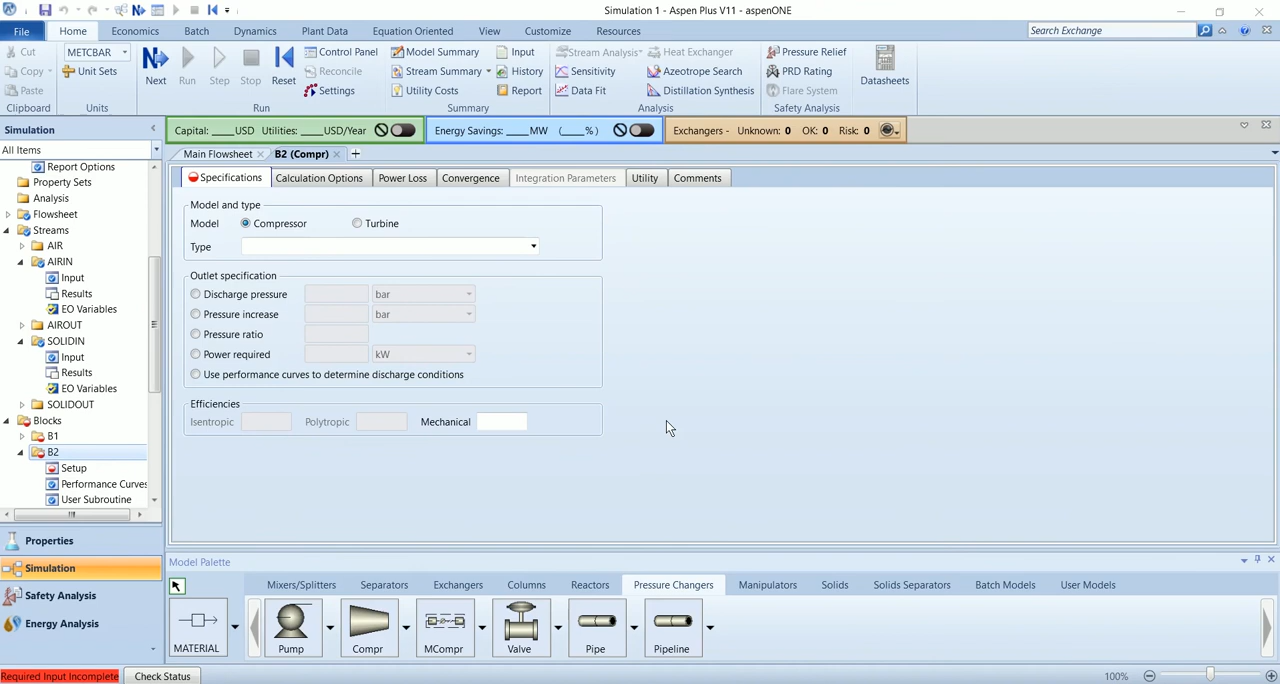 Simulation 1 - Aspen Plus V11 - aspenONE
File Home Economics Batch Dynamics Plant Data Equation Oriented View Customize Resources Search Exchange
Cut METCBAR Control Panel Model Summary Input Stream Analysis Heat Exchanger Pressure Relief
Copy Unit Sets Next Run Step Stop Reset Reconcile Stream Summary History Sensitivity Azeotrope Search PRD Rating Datasheets
Paste Settings Utility Costs Report Data Fit Distillation Synthesis Flare System
Clipboard Units Run Summary Analysis Safety Analysis
Simulation Capital: ____USD Utilities: ____USD/Year Energy Savings: ____MW (____%) Exchangers - Unknown: 0 OK: 0 Risk: 0
All Items Main Flowsheet B2 (Compr)
Report Options
Property Sets
Analysis
Flowsheet
Streams
AIR
AIRIN
Input
Results
EO Variables
AIROUT
SOLIDIN
Input
Results
EO Variables
SOLIDOUT
Blocks
B1
B2
Setup
Performance Curves
User Subroutine
Specifications Calculation Options Power Loss Convergence Integration Parameters Utility Comments
Model and type
Model Compressor Turbine
Type
Outlet specification
Discharge pressure bar
Pressure increase bar
Pressure ratio
Power required kW
Use performance curves to determine discharge conditions
Efficiencies
Isentropic Polytropic Mechanical
Properties
Simulation
Safety Analysis
Energy Analysis
Model Palette
Mixers/Splitters Separators Exchangers Columns Reactors Pressure Changers Manipulators Solids Solids Separators Batch Models User Models
MATERIAL Pump Compr MCompr Valve Pipe Pipeline
Required Input Incomplete Check Status 100%